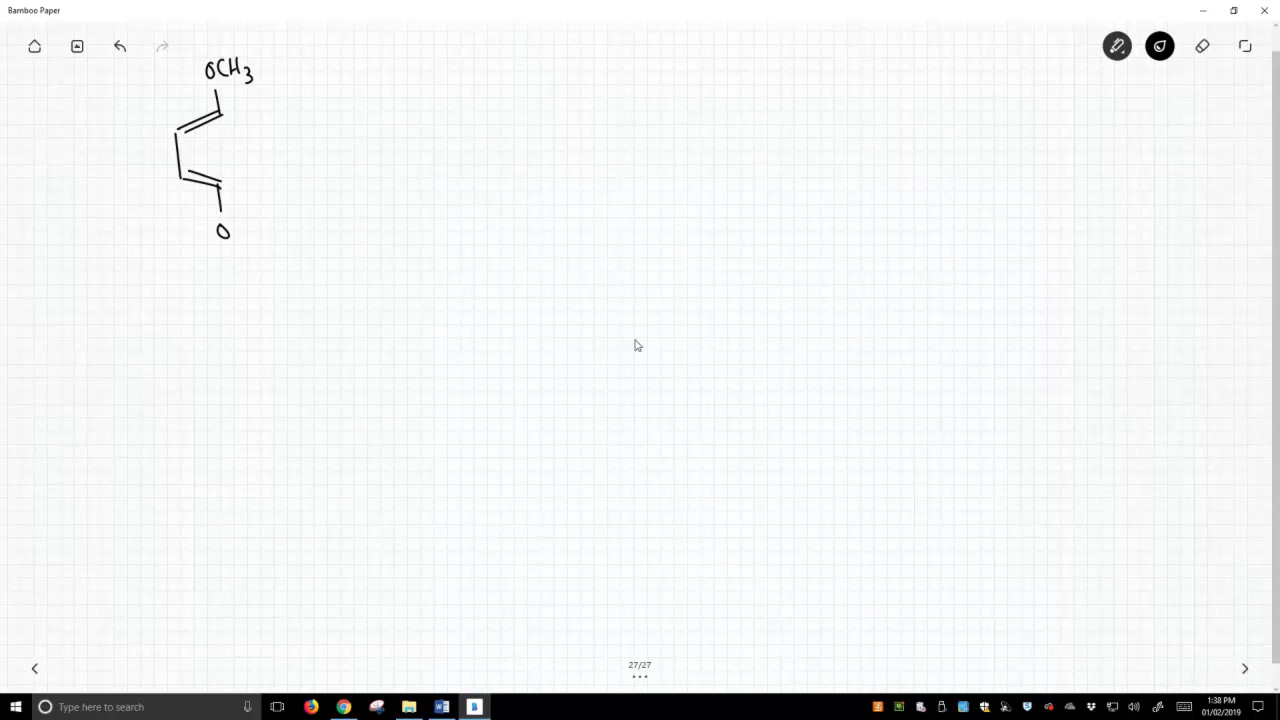 Bamboo Paper
OCH3
O
27/27
Type here to search
1:38 PM
01/02/2019